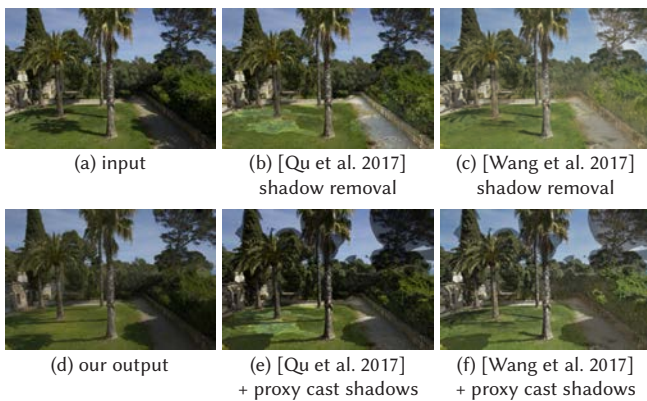 (a) input
(b) [Qu et al. 2017]
shadow removal
(c) [Wang et al. 2017]
shadow removal
(d) our output
(e) [Qu et al. 2017]
+ proxy cast shadows
(f) [Wang et al. 2017]
+ proxy cast shadows